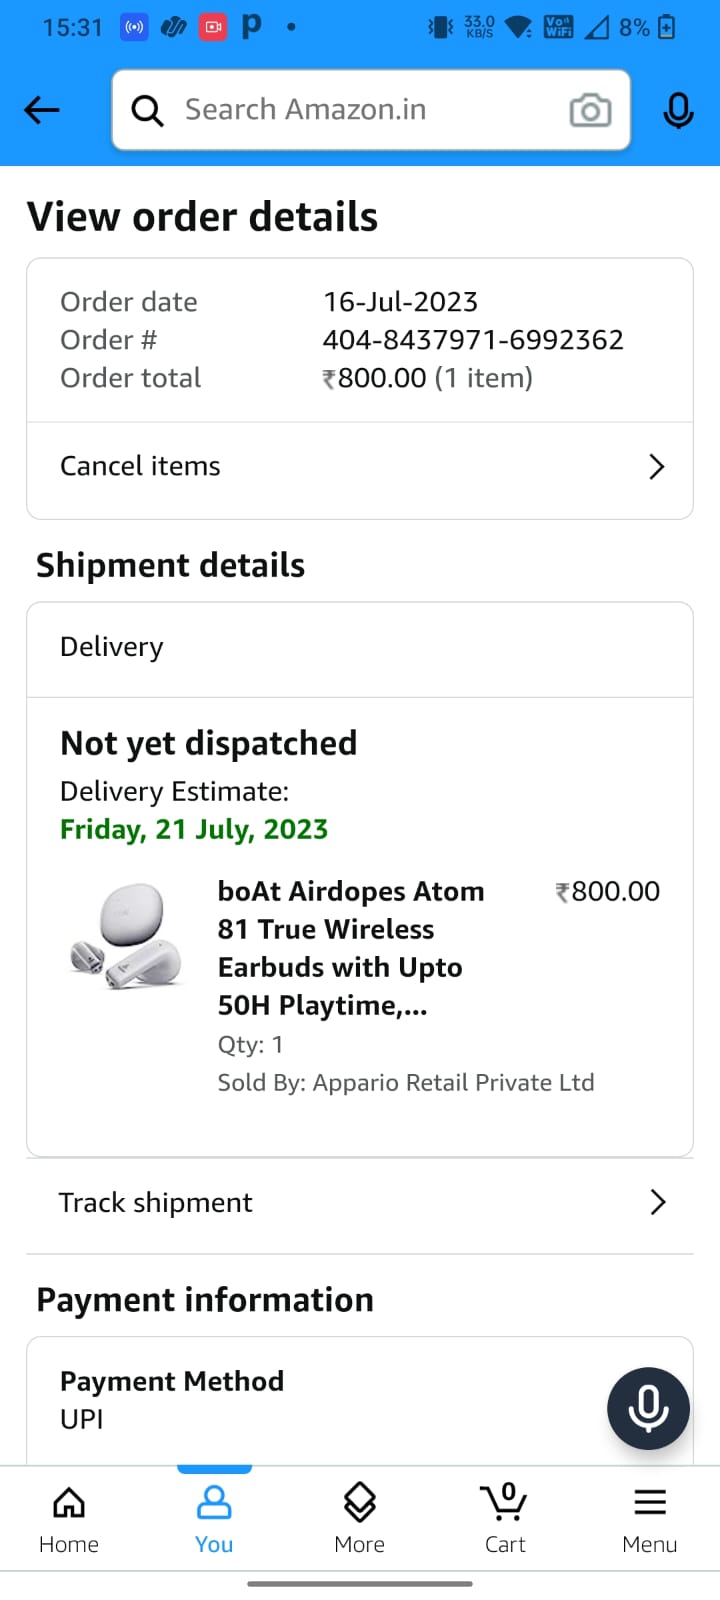 15:31
p
33.0
KB/S
Vo))
WiFi
8%
Search Amazon.in
View order details
Order date 16-Jul-2023
Order # 404-8437971-6992362
Order total ₹800.00 (1 item)
Cancel items
Shipment details
Delivery
Not yet dispatched
Delivery Estimate:
Friday, 21 July, 2023
boAt Airdopes Atom ₹800.00
81 True Wireless
Earbuds with Upto
50H Playtime,...
Qty: 1
Sold By: Appario Retail Private Ltd
Track shipment
Payment information
Payment Method
UPI
0
Home You More Cart Menu